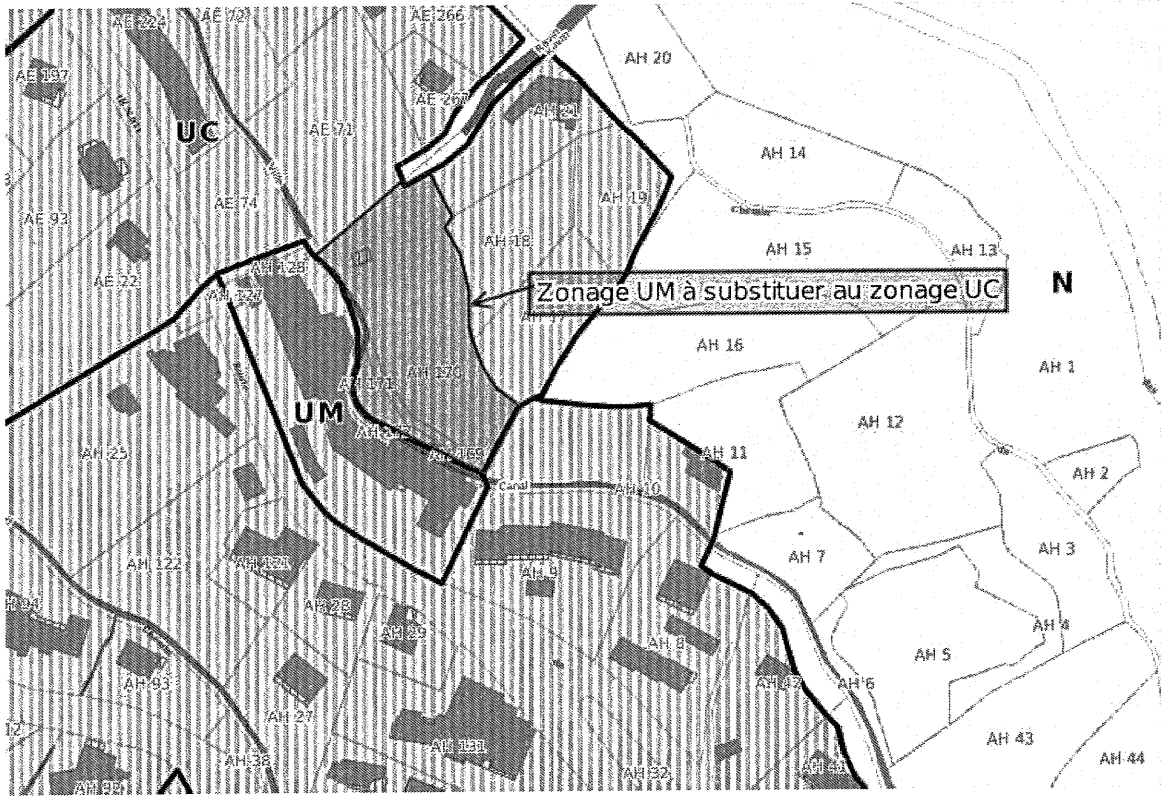 AE 224
AE 72
AE 266
AE 197
AE 267
AH 20
AH 21
UC
AE 71
AH 14
AE 93
AE 74
AH 19
AH 18
AH 15
AH 13
AE 22
AH 128
AH 127
Zonage UM à substituer au zonage UC
N
AH 16
AH 1
AH 171
AH 170
UM
AH 12
AH 25
AH 169
AH 11
AH 2
Canal
AH 10
AH 122
AH 121
AH 9
AH 7
AH 3
AH 28
AH 29
AH 4
AH 8
AH 5
AH 93
AH 42
AH 6
AH 27
AH 131
AH 43
AH 38
AH 32
AH 41
AH 44